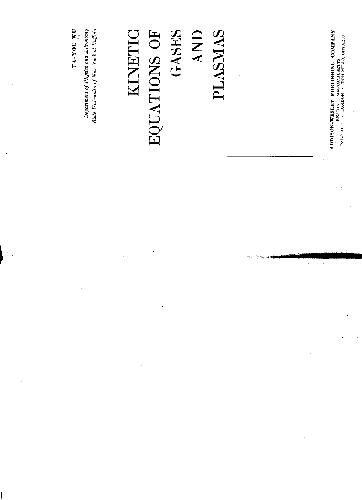 TA-YOU WU
Department of Physics and Astronomy
State University of New York at Buffalo
KINETIC
EQUATIONS OF
GASES
AND
PLASMAS
ADDISON-WESLEY PUBLISHING COMPANY
READING, MASSACHUSETTS